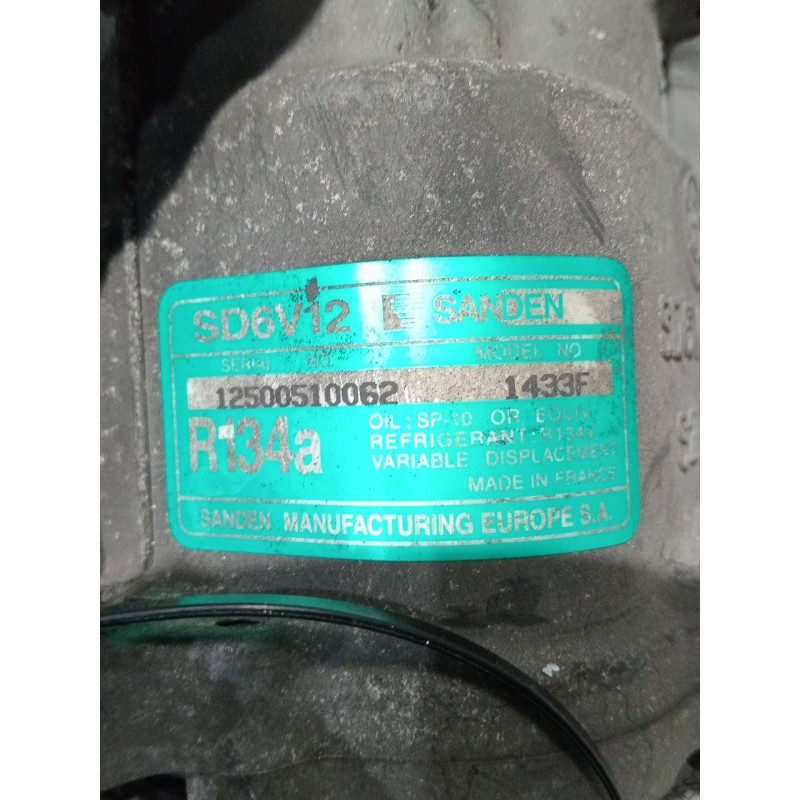 SD6V12 SANDEN
SERIAL NO. MODEL NO
12500510062 1433F
R134a
OIL: SP-10 OR EQUIV
REFRIGERANT: R134a
VARIABLE DISPLACEMENT
MADE IN FRANCE
SANDEN MANUFACTURING EUROPE S.A.